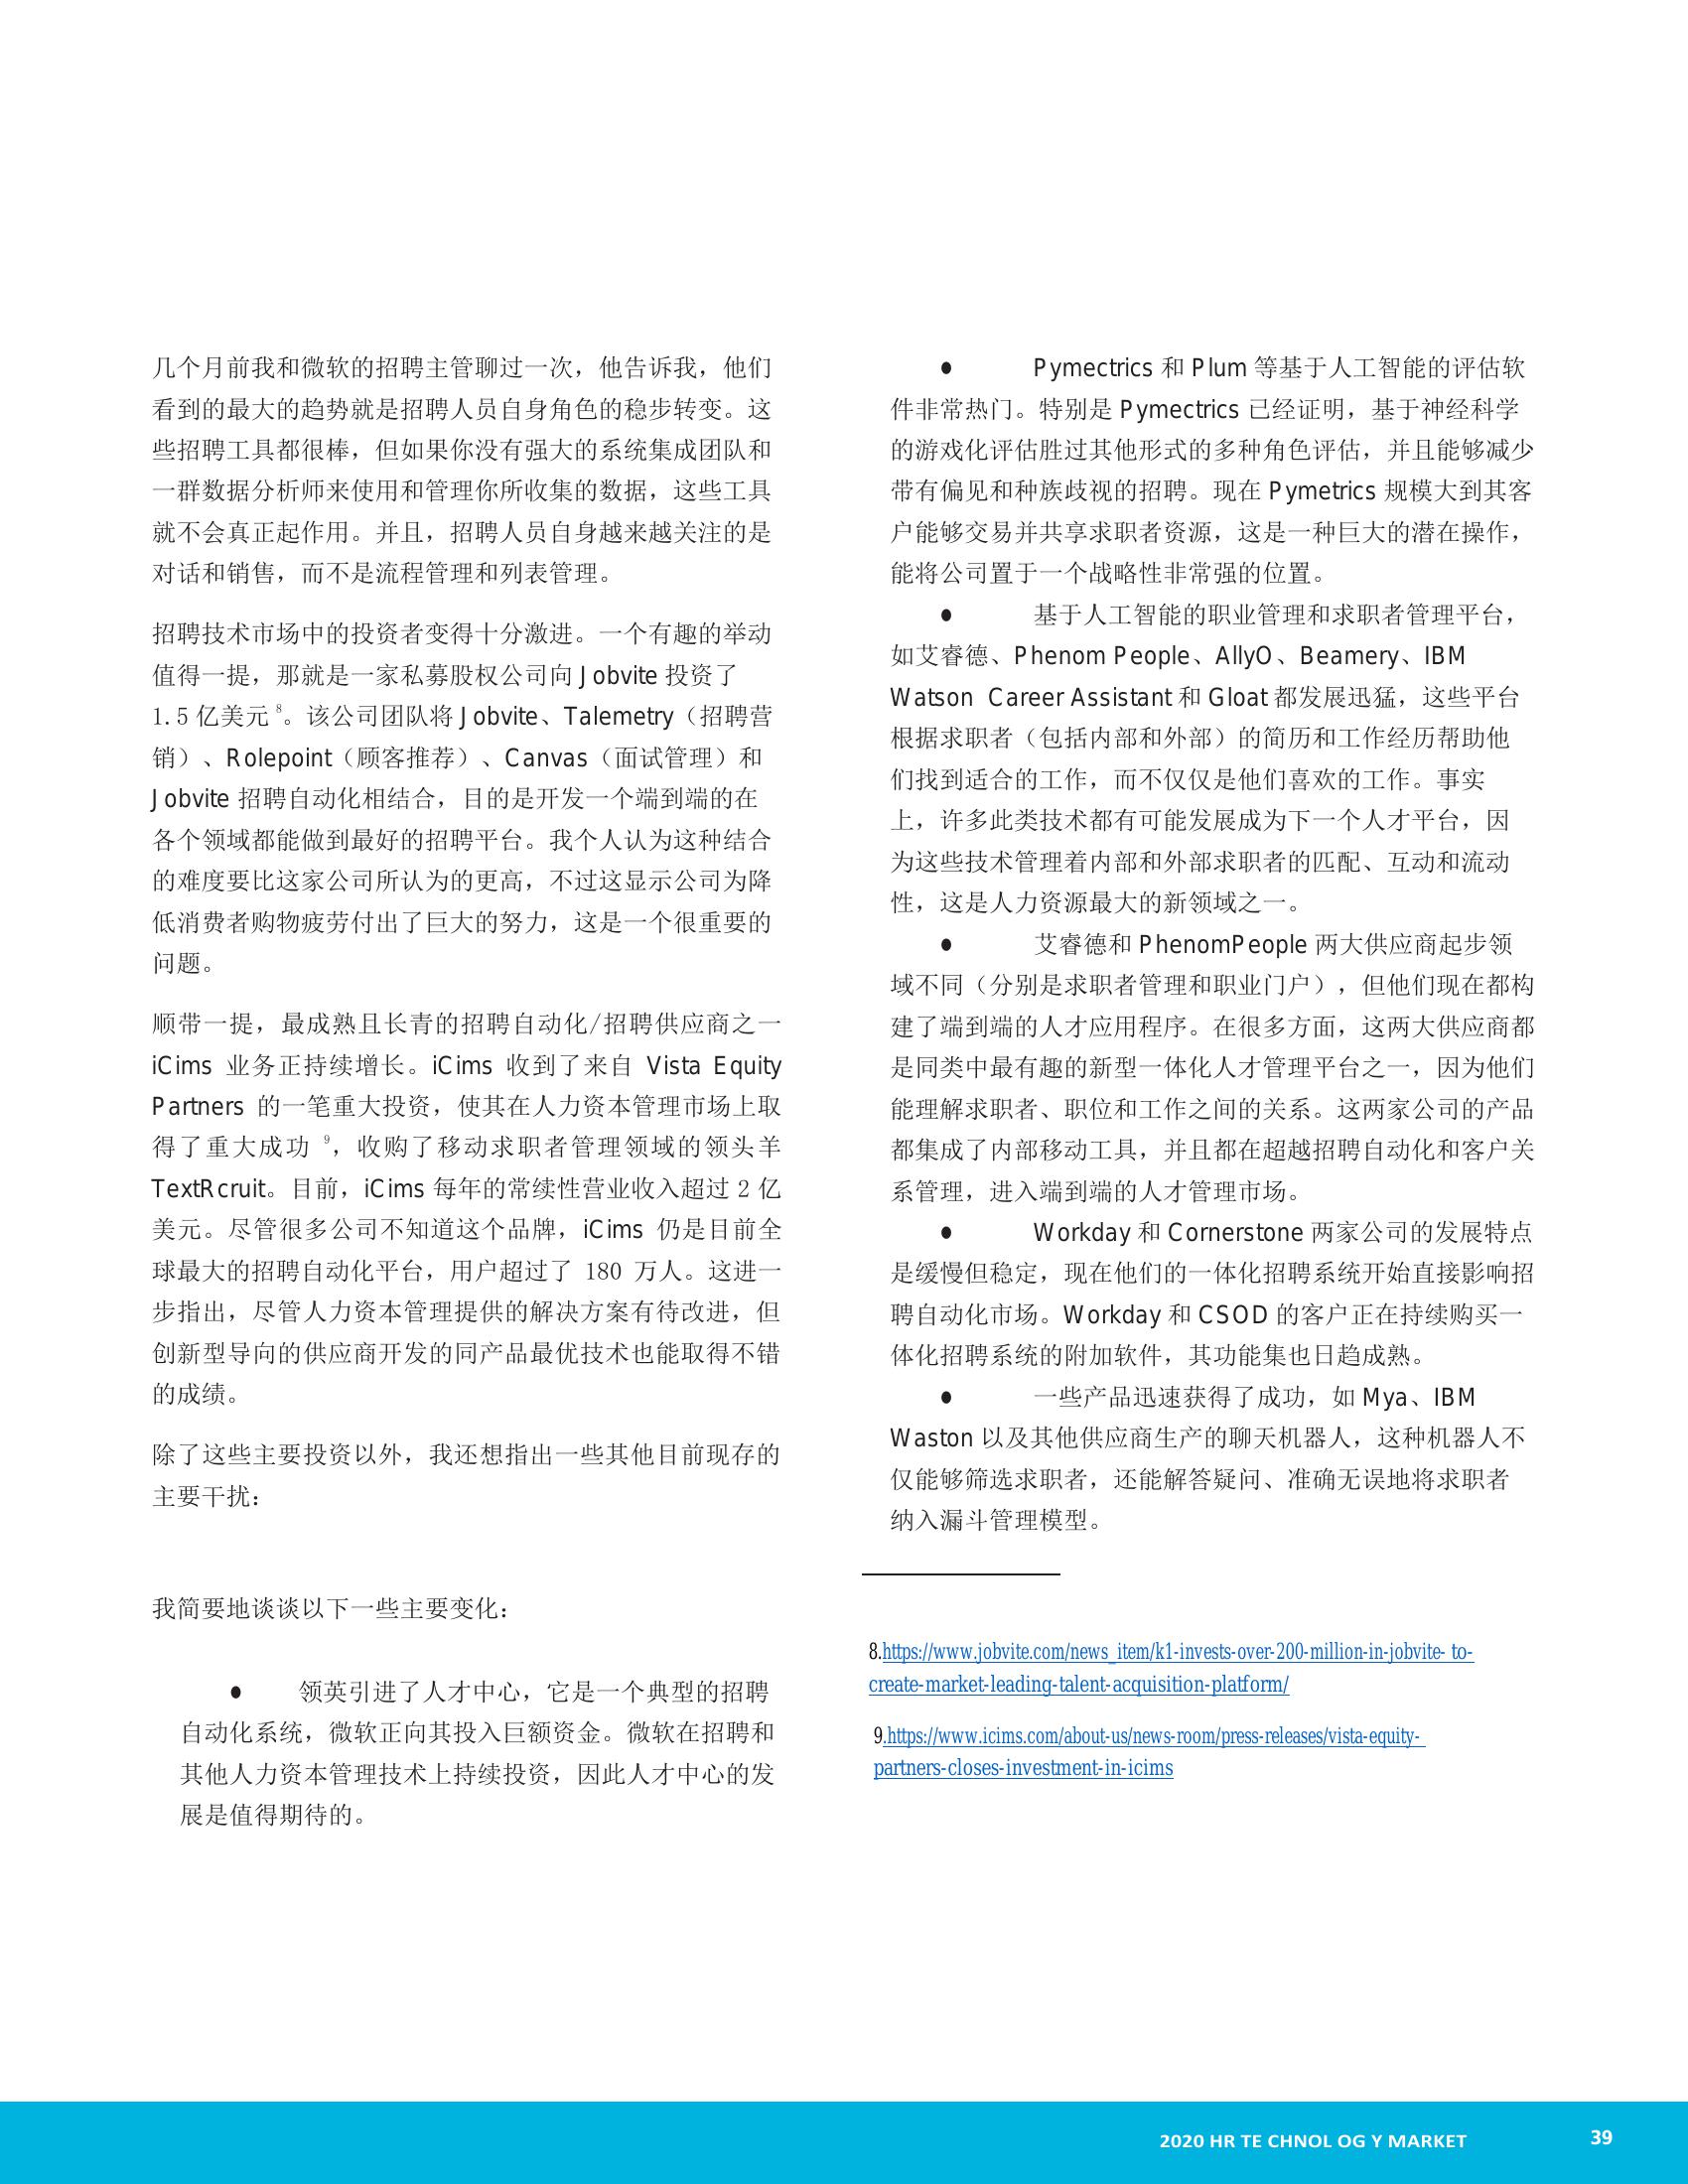 几个月前我和微软的招聘主管聊过一次，他告诉我，他们
看到的最大的趋势就是招聘人员自身角色的稳步转变。这
些招聘工具都很棒，但如果你没有强大的系统集成团队和
一群数据分析师来使用和管理你所收集的数据，这些工具
就不会真正起作用。并且，招聘人员自身越来越关注的是
对话和销售，而不是流程管理和列表管理。
招聘技术市场中的投资者变得十分激进。一个有趣的举动
值得一提，那就是一家私募股权公司向 Jobvite 投资了
1.5 亿美元 8。该公司团队将 Jobvite、Talemetry（招聘营
销）、Rolepoint（顾客推荐）、Canvas（面试管理）和
Jobvite 招聘自动化相结合，目的是开发一个端到端的在
各个领域都能做到最好的招聘平台。我个人认为这种结合
的难度要比这家公司所认为的更高，不过这显示公司为降
低消费者购物疲劳付出了巨大的努力，这是一个很重要的
问题。
顺带一提，最成熟且长青的招聘自动化/招聘供应商之一
iCims 业务正持续增长。iCims 收到了来自 Vista Equity
Partners 的一笔重大投资，使其在人力资本管理市场上取
得了重大成功 9，收购了移动求职者管理领域的领头羊
TextRcruit。目前，iCims 每年的常续性营业收入超过 2 亿
美元。尽管很多公司不知道这个品牌，iCims 仍是目前全
球最大的招聘自动化平台，用户超过了 180 万人。这进一
步指出，尽管人力资本管理提供的解决方案有待改进，但
创新型导向的供应商开发的同产品最优技术也能取得不错
的成绩。
除了这些主要投资以外，我还想指出一些其他目前现存的
主要干扰：
我简要地谈谈以下一些主要变化：
● 领英引进了人才中心，它是一个典型的招聘
自动化系统，微软正向其投入巨额资金。微软在招聘和
其他人力资本管理技术上持续投资，因此人才中心的发
展是值得期待的。
● Pymectrics 和 Plum 等基于人工智能的评估软
件非常热门。特别是 Pymectrics 已经证明，基于神经科学
的游戏化评估胜过其他形式的多种角色评估，并且能够减少
带有偏见和种族歧视的招聘。现在 Pymetrics 规模大到其客
户能够交易并共享求职者资源，这是一种巨大的潜在操作，
能将公司置于一个战略性非常强的位置。
● 基于人工智能的职业管理和求职者管理平台，
如艾睿德、Phenom People、AllyO、Beamery、IBM
Watson Career Assistant 和 Gloat 都发展迅猛，这些平台
根据求职者（包括内部和外部）的简历和工作经历帮助他
们找到适合的工作，而不仅仅是他们喜欢的工作。事实
上，许多此类技术都有可能发展成为下一个人才平台，因
为这些技术管理着内部和外部求职者的匹配、互动和流动
性，这是人力资源最大的新领域之一。
● 艾睿德和 PhenomPeople 两大供应商起步领
域不同（分别是求职者管理和职业门户），但他们现在都构
建了端到端的人才应用程序。在很多方面，这两大供应商都
是同类中最有趣的新型一体化人才管理平台之一，因为他们
能理解求职者、职位和工作之间的关系。这两家公司的产品
都集成了内部移动工具，并且都在超越招聘自动化和客户关
系管理，进入端到端的人才管理市场。
● Workday 和 Cornerstone 两家公司的发展特点
是缓慢但稳定，现在他们的一体化招聘系统开始直接影响招
聘自动化市场。Workday 和 CSOD 的客户正在持续购买一
体化招聘系统的附加软件，其功能集也日趋成熟。
● 一些产品迅速获得了成功，如 Mya、IBM
Waston 以及其他供应商生产的聊天机器人，这种机器人不
仅能够筛选求职者，还能解答疑问、准确无误地将求职者
纳入漏斗管理模型。
8.https://www.jobvite.com/news_item/k1-invests-over-200-million-in-jobvite- to-
create-market-leading-talent-acquisition-platform/
9.https://www.icims.com/about-us/news-room/press-releases/vista-equity-
partners-closes-investment-in-icims
2020 HR TE CHNOL OG Y MARKET 39